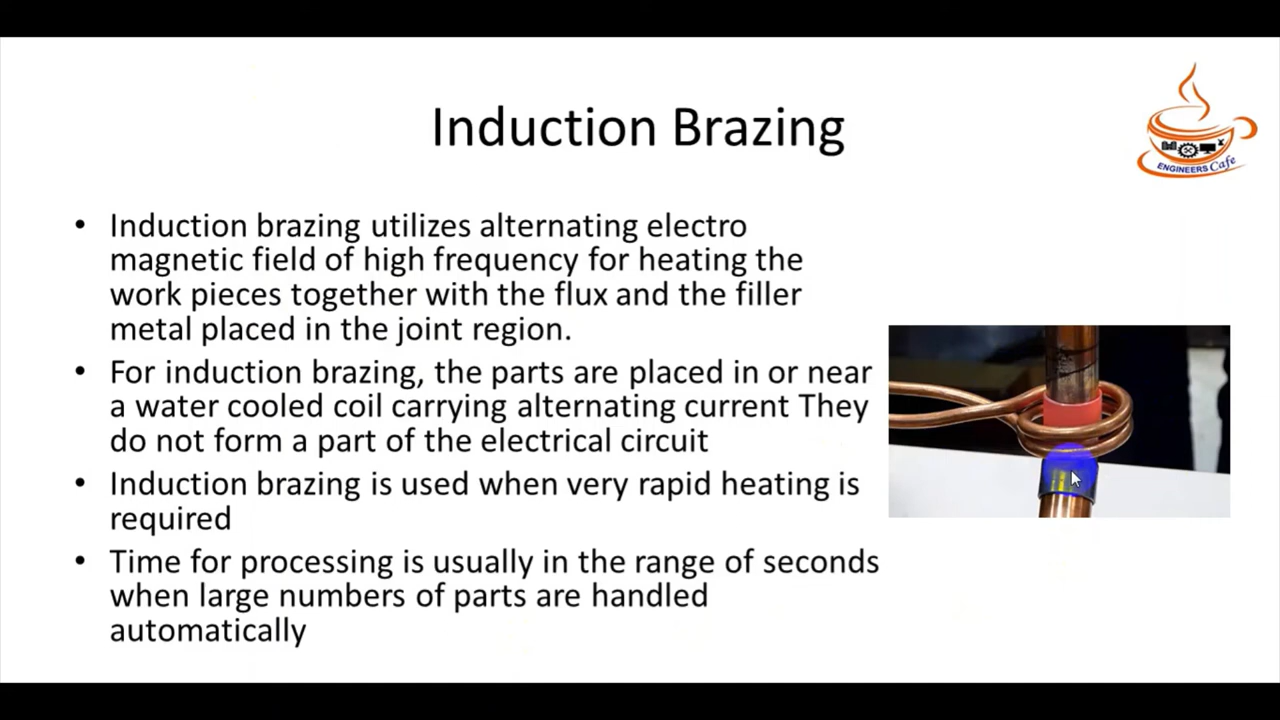 Induction Brazing
ENGINEERS Cafe
• Induction brazing utilizes alternating electro
magnetic field of high frequency for heating the
work pieces together with the flux and the filler
metal placed in the joint region.
• For induction brazing, the parts are placed in or near
a water cooled coil carrying alternating current They
do not form a part of the electrical circuit
• Induction brazing is used when very rapid heating is
required
• Time for processing is usually in the range of seconds
when large numbers of parts are handled
automatically